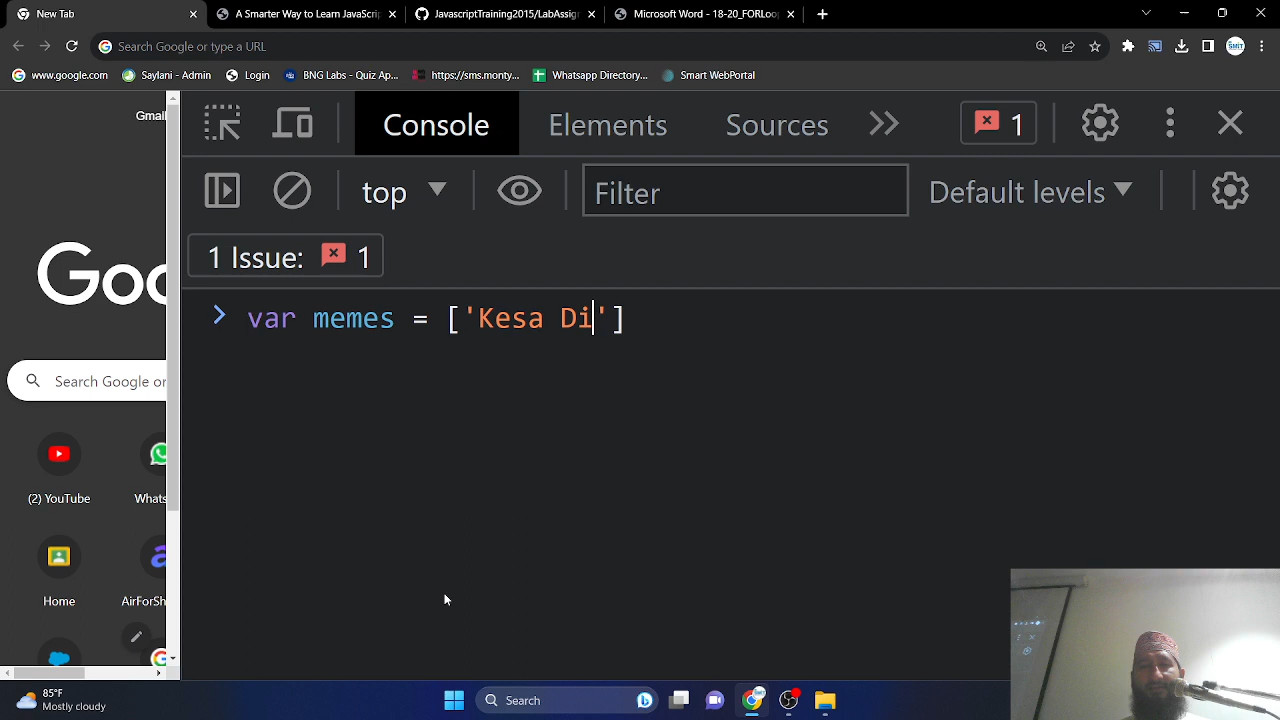 New Tab
A Smarter Way to Learn JavaScrip
JavascriptTraining2015/LabAssig
Microsoft Word - 18-20_FORLoo
Search Google or type a URL
www.google.com
Saylani - Admin
Login
BNG Labs - Quiz Ap...
https://sms.monty...
Whatsapp Directory...
Smart WebPortal
Gmail
Console
Elements
Sources
1
top
Filter
Default levels
1 Issue: 1
Goo
> var memes = ['Kesa Di']
Search Google or
(2) YouTube
Whats
Home
AirForSh
85°F
Mostly cloudy
Search